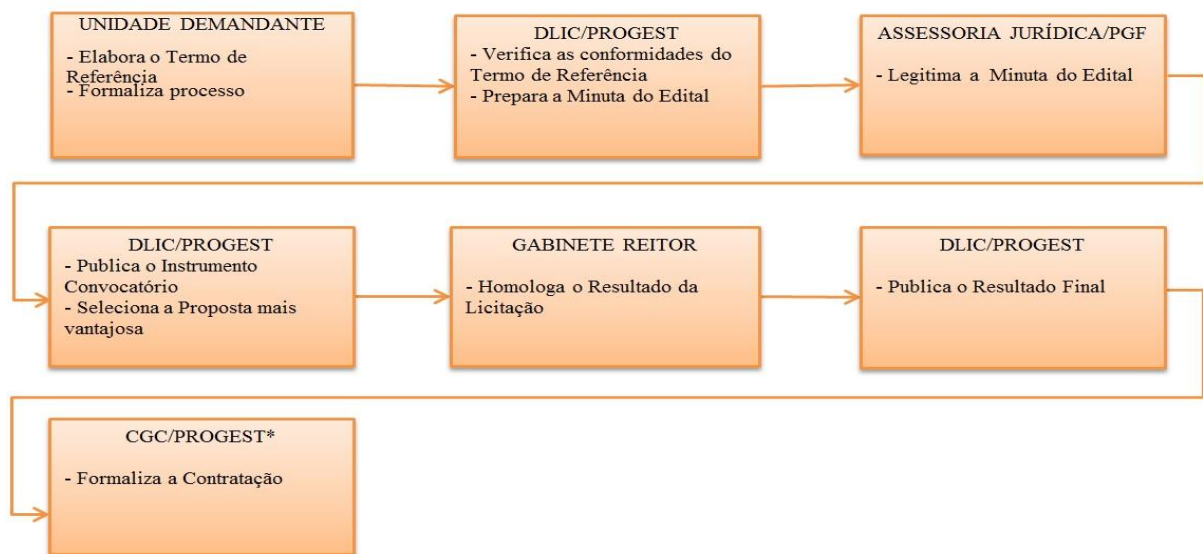 UNIDADE DEMANDANTE
- Elabora o Termo de
Referência
- Formaliza processo
DLIC/PROGEST
- Verifica as conformidades do
Termo de Referência
- Prepara a Minuta do Edital
ASSESSORIA JURÍDICA/PGF
- Legitima a Minuta do Edital
DLIC/PROGEST
- Publica o Instrumento
Convocatório
- Seleciona a Proposta mais
vantajosa
GABINETE REITOR
- Homologa o Resultado da
Licitação
DLIC/PROGEST
- Publica o Resultado Final
CGC/PROGEST*
- Formaliza a Contratação